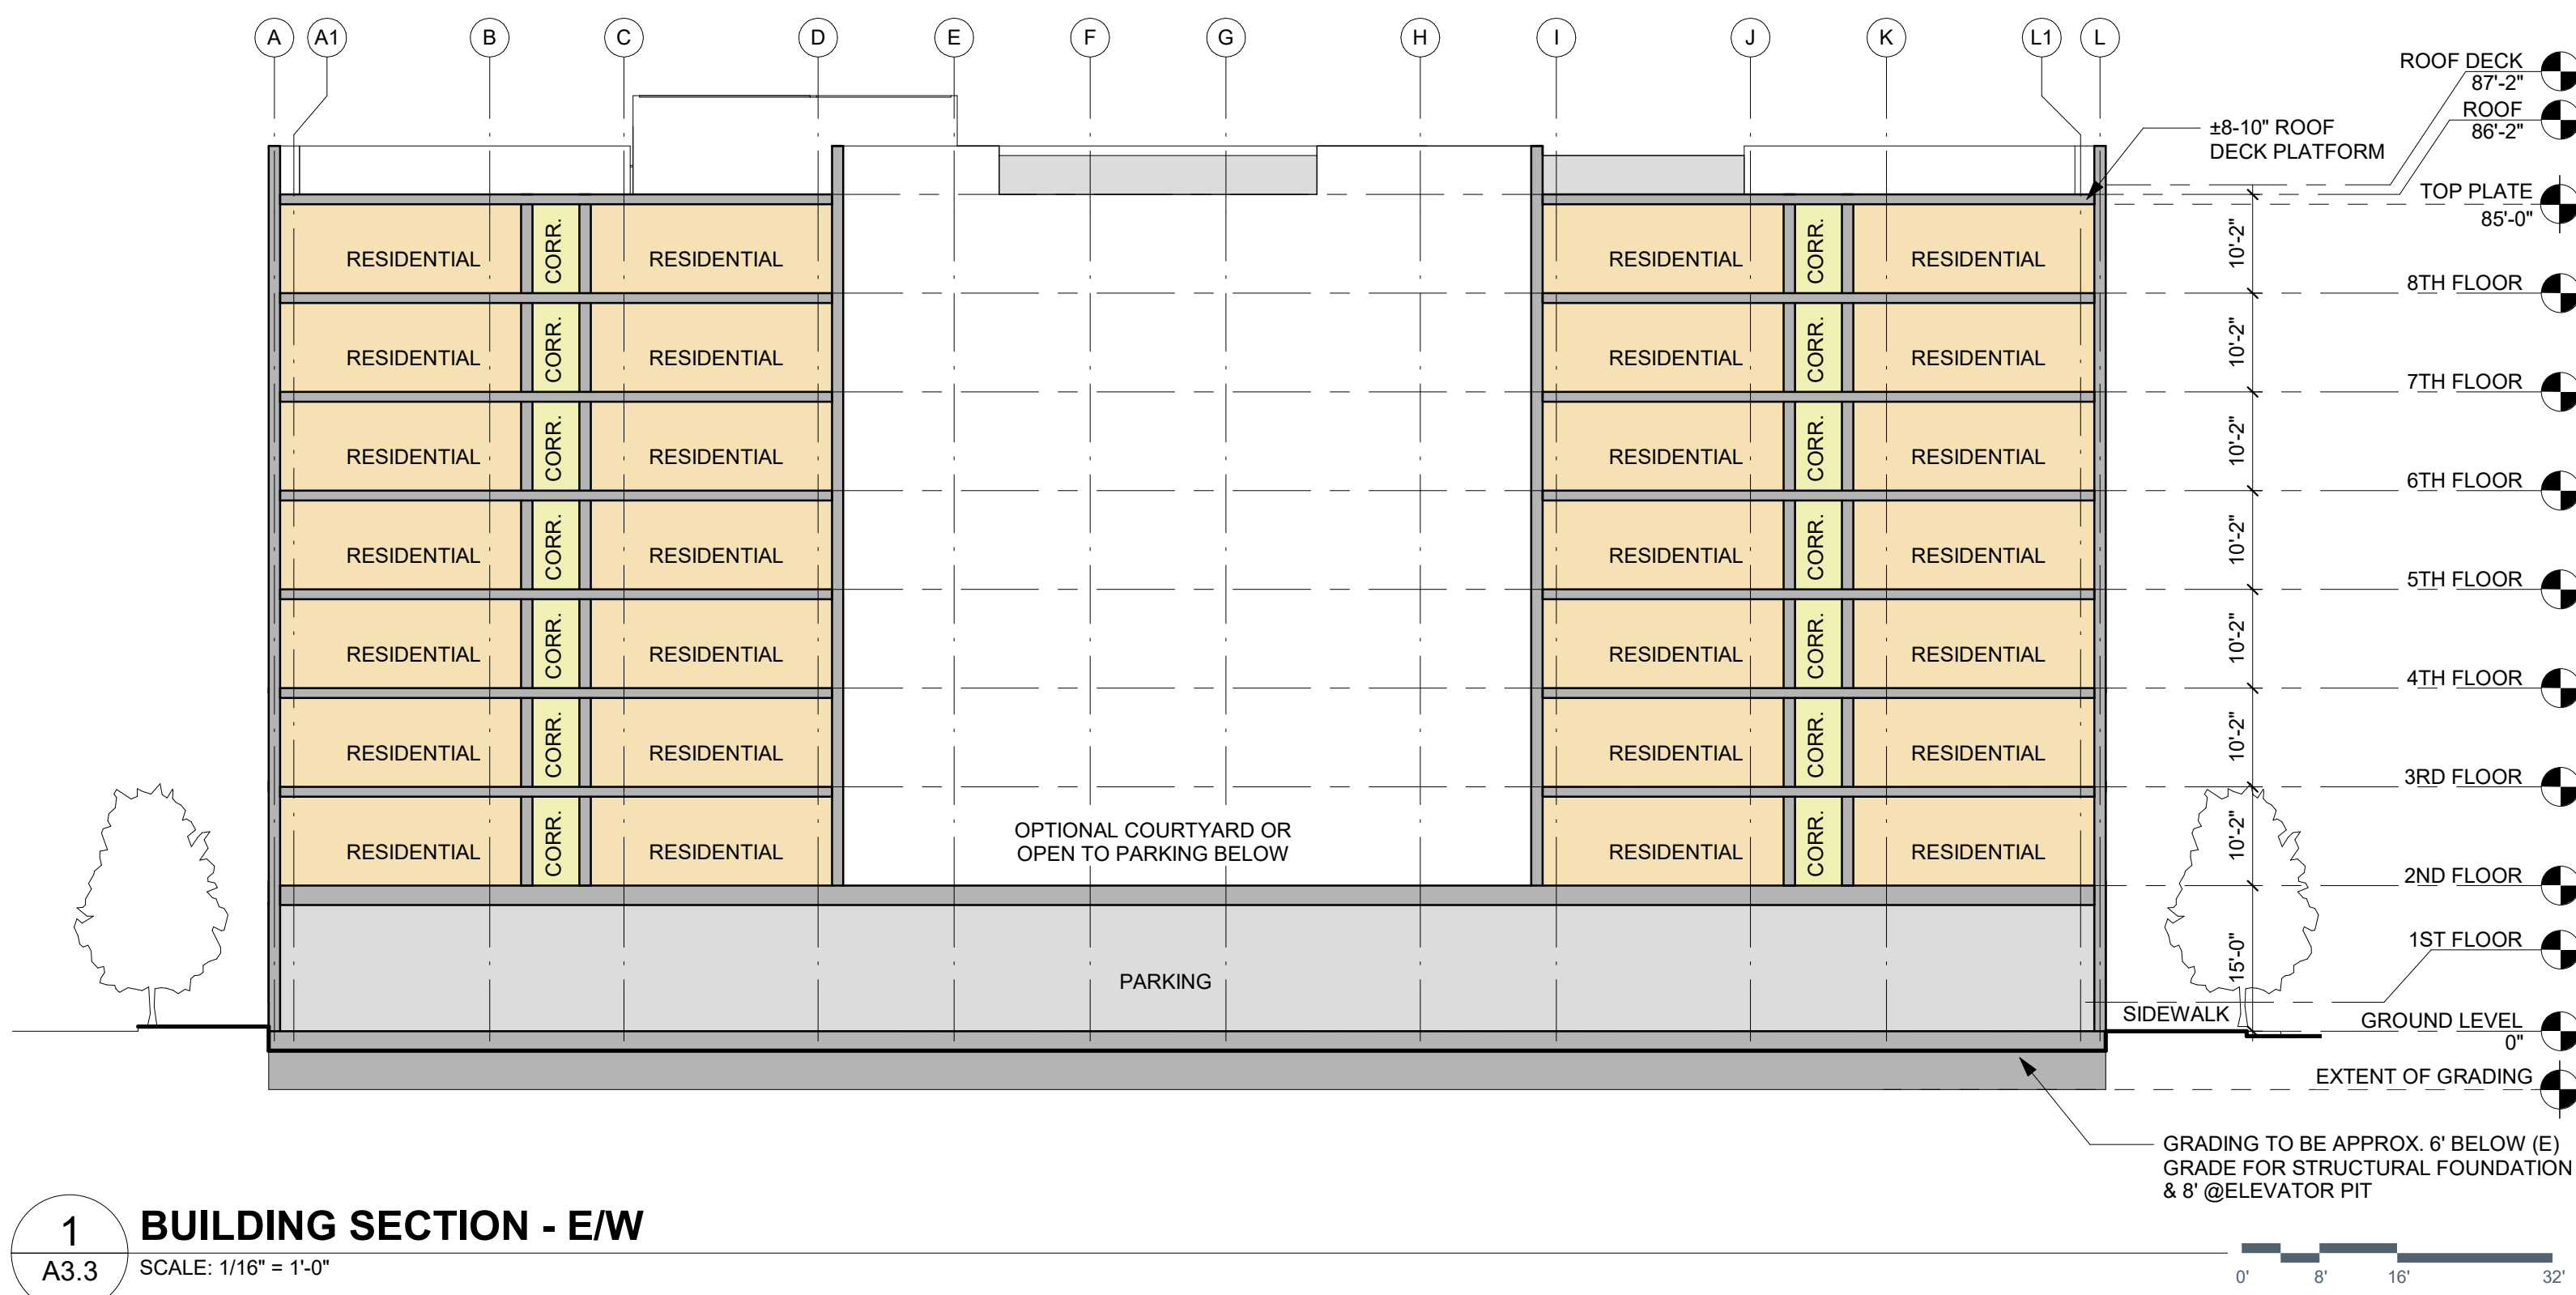 A A1 B C D E F G H I J K L1 L
ROOF DECK
87'-2"
ROOF
86'-2"
±8-10" ROOF
DECK PLATFORM
TOP PLATE
85'-0"
RESIDENTIAL CORR. RESIDENTIAL RESIDENTIAL CORR. RESIDENTIAL 10'-2"
8TH FLOOR
RESIDENTIAL CORR. RESIDENTIAL RESIDENTIAL CORR. RESIDENTIAL 10'-2"
7TH FLOOR
RESIDENTIAL CORR. RESIDENTIAL RESIDENTIAL CORR. RESIDENTIAL 10'-2"
6TH FLOOR
RESIDENTIAL CORR. RESIDENTIAL RESIDENTIAL CORR. RESIDENTIAL 10'-2"
5TH FLOOR
RESIDENTIAL CORR. RESIDENTIAL RESIDENTIAL CORR. RESIDENTIAL 10'-2"
4TH FLOOR
RESIDENTIAL CORR. RESIDENTIAL RESIDENTIAL CORR. RESIDENTIAL 10'-2"
3RD FLOOR
OPTIONAL COURTYARD OR
OPEN TO PARKING BELOW
RESIDENTIAL CORR. RESIDENTIAL RESIDENTIAL CORR. RESIDENTIAL 10'-2"
2ND FLOOR
1ST FLOOR
15'-0"
PARKING
SIDEWALK
GROUND LEVEL
0"
EXTENT OF GRADING
GRADING TO BE APPROX. 6' BELOW (E)
GRADE FOR STRUCTURAL FOUNDATION
& 8' @ELEVATOR PIT
1
A3.3
BUILDING SECTION - E/W
SCALE: 1/16" = 1'-0"
0' 8' 16' 32'